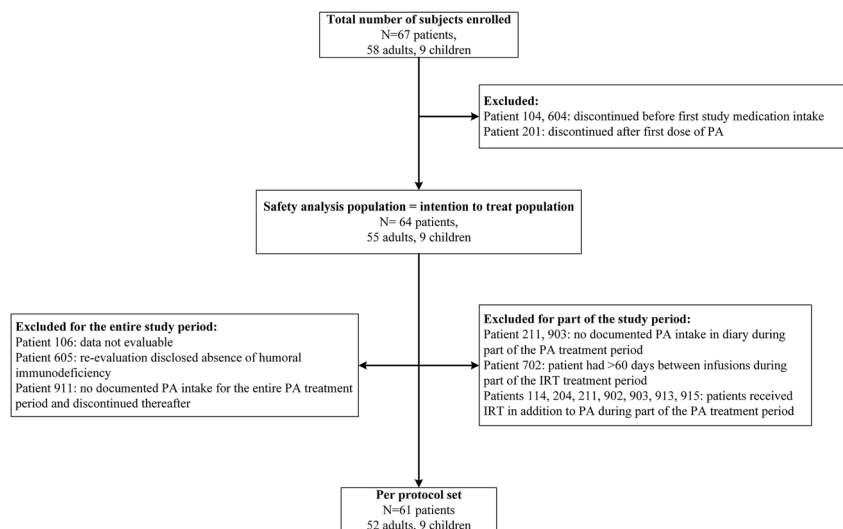 Total number of subjects enrolled
N=67 patients,
58 adults, 9 children
Excluded:
Patient 104, 604: discontinued before first study medication intake
Patient 201: discontinued after first dose of PA
Safety analysis population = intention to treat population
N= 64 patients,
55 adults, 9 children
Excluded for the entire study period:
Patient 106: data not evaluable
Patient 605: re-evaluation disclosed absence of humoral
immunodeficiency
Patient 911: no documented PA intake for the entire PA treatment
period and discontinued thereafter
Excluded for part of the study period:
Patient 211, 903: no documented PA intake in diary during
part of the PA treatment period
Patient 702: patient had >60 days between infusions during
part of the IRT treatment period
Patients 114, 204, 211, 902, 903, 913, 915: patients received
IRT in addition to PA during part of the PA treatment period
Per protocol set
N=61 patients
52 adults, 9 children